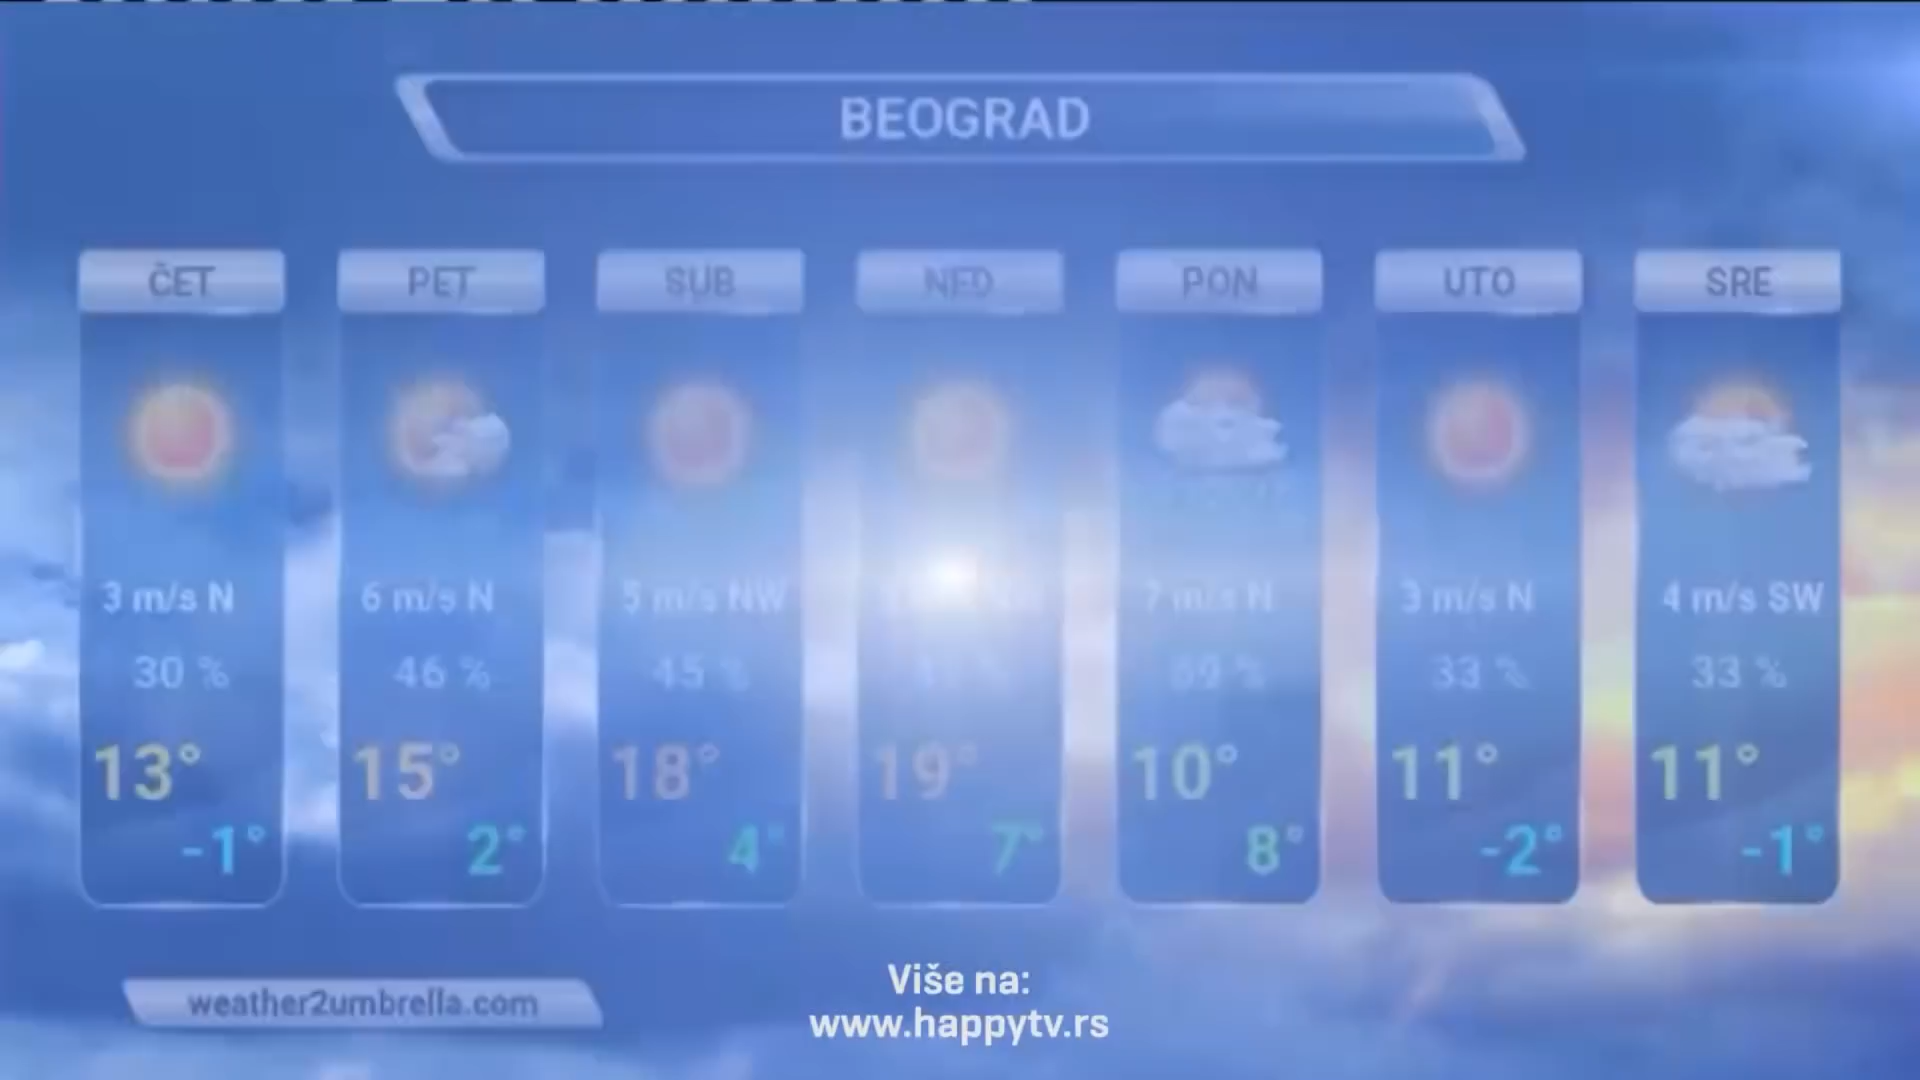 BEOGRAD
ČET PET SUB NED PON UTO SRE
3 m/s N 6 m/s N 5 m/s NW 7 m/s N 3 m/s N 4 m/s SW
30 % 46 % 45 % 33 % 33 %
13° 15° 18° 19° 10° 11° 11°
-1° 2° 4° 7° 8° -2° -1°
Više na:
weather2umbrella.com
www.happytv.rs